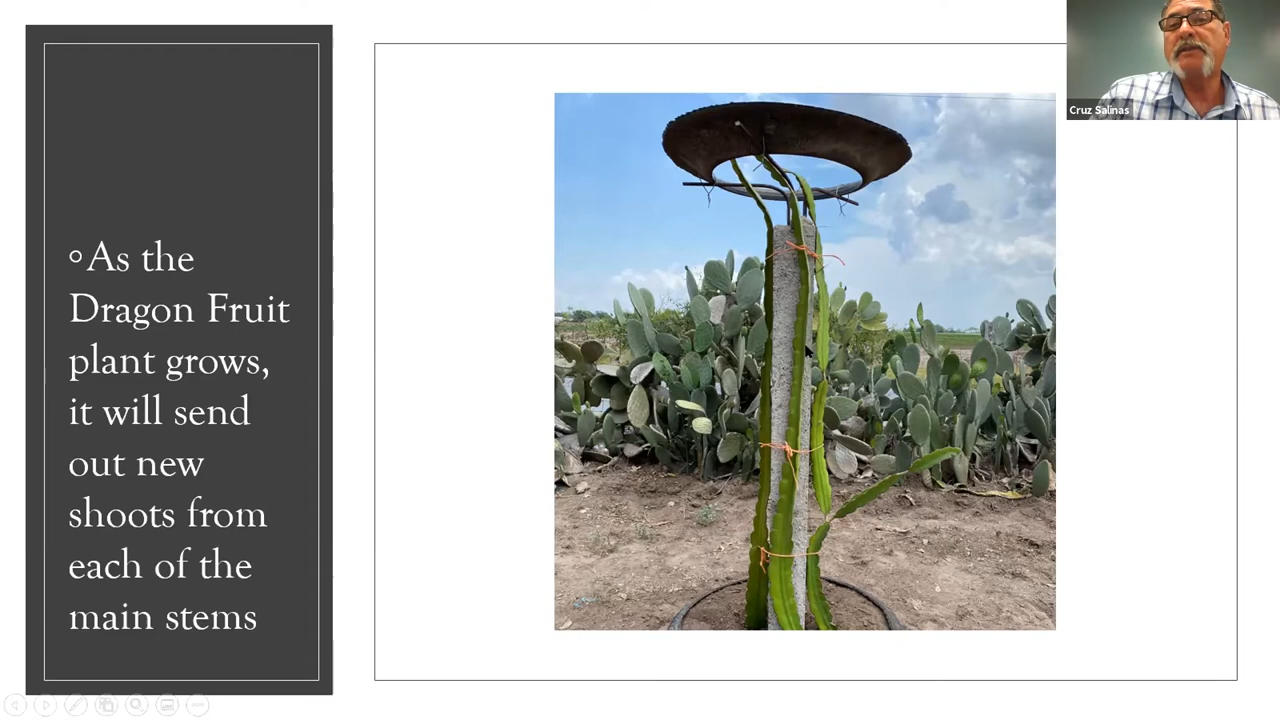 Cruz Salinas
◦As the
Dragon Fruit
plant grows,
it will send
out new
shoots from
each of the
main stems